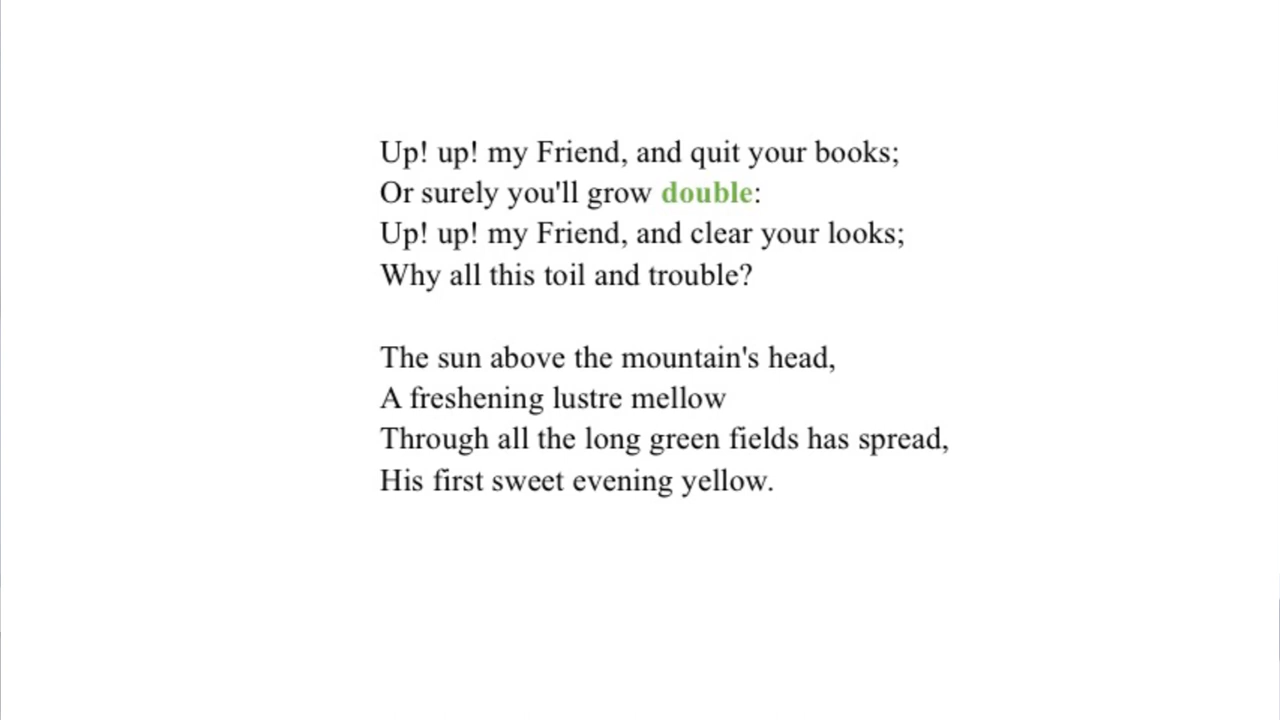 Up! up! my Friend, and quit your books;
Or surely you'll grow double:
Up! up! my Friend, and clear your looks;
Why all this toil and trouble?
The sun above the mountain's head,
A freshening lustre mellow
Through all the long green fields has spread,
His first sweet evening yellow.